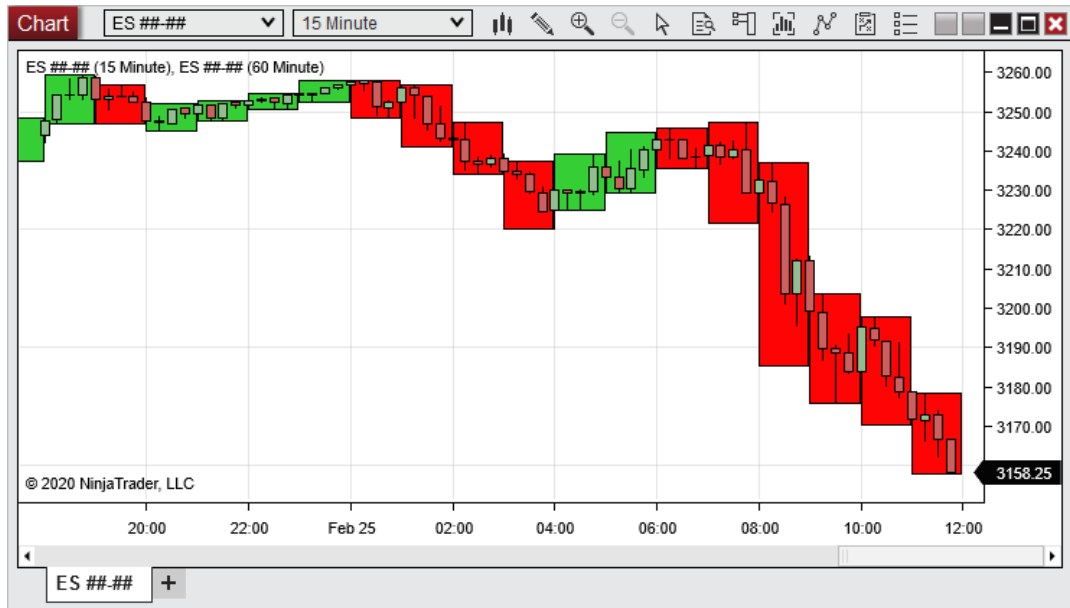 Chart
ES ##-##
15 Minute
ES ##-## (15 Minute), ES ##-## (60 Minute)
3260.00
3250.00
3240.00
3230.00
3220.00
3210.00
3200.00
3190.00
3180.00
3170.00
3158.25
© 2020 NinjaTrader, LLC
20:00
22:00
Feb 25
02:00
04:00
06:00
08:00
10:00
12:00
ES ##-##